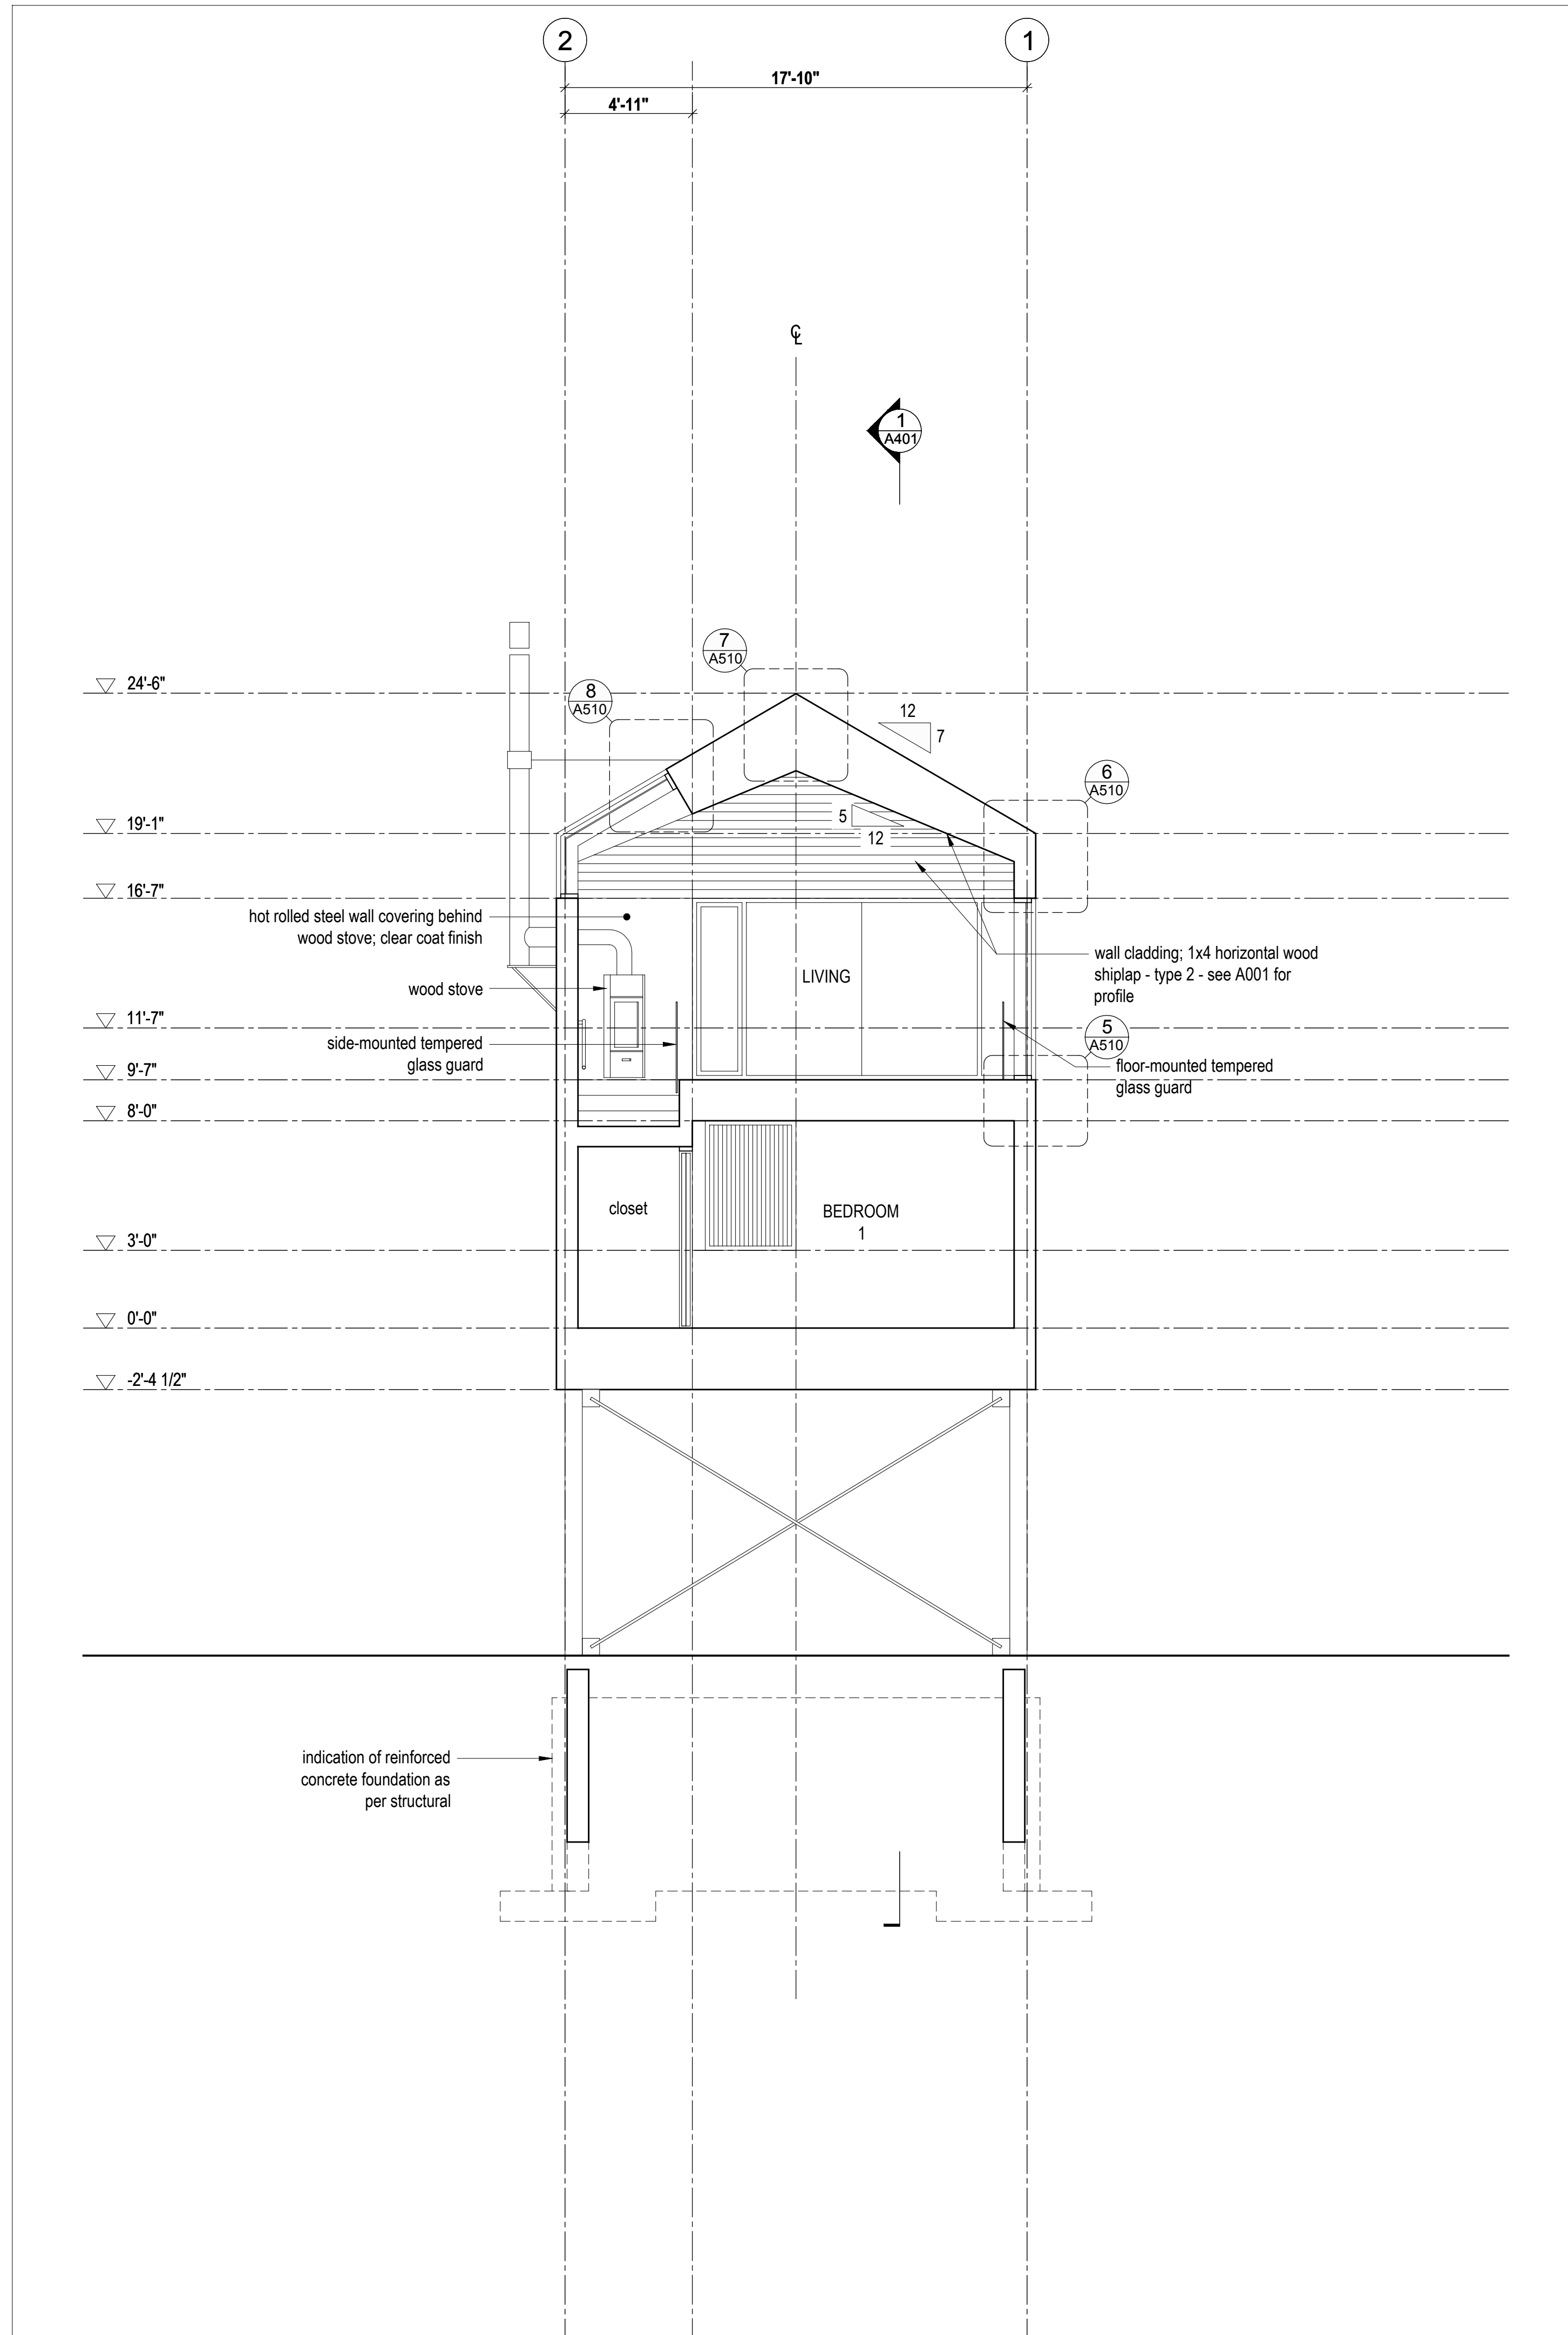 2
1
17'-10"
4'-11"
℄
1
A401
7
A510
24'-6"
8
A510
12
7
6
A510
5
12
19'-1"
16'-7"
hot rolled steel wall covering behind
wood stove; clear coat finish
wall cladding; 1x4 horizontal wood
shiplap - type 2 - see A001 for
profile
LIVING
wood stove
11'-7"
5
A510
side-mounted tempered
glass guard
floor-mounted tempered
glass guard
9'-7"
8'-0"
closet
BEDROOM
1
3'-0"
0'-0"
-2'-4 1/2"
indication of reinforced
concrete foundation as
per structural